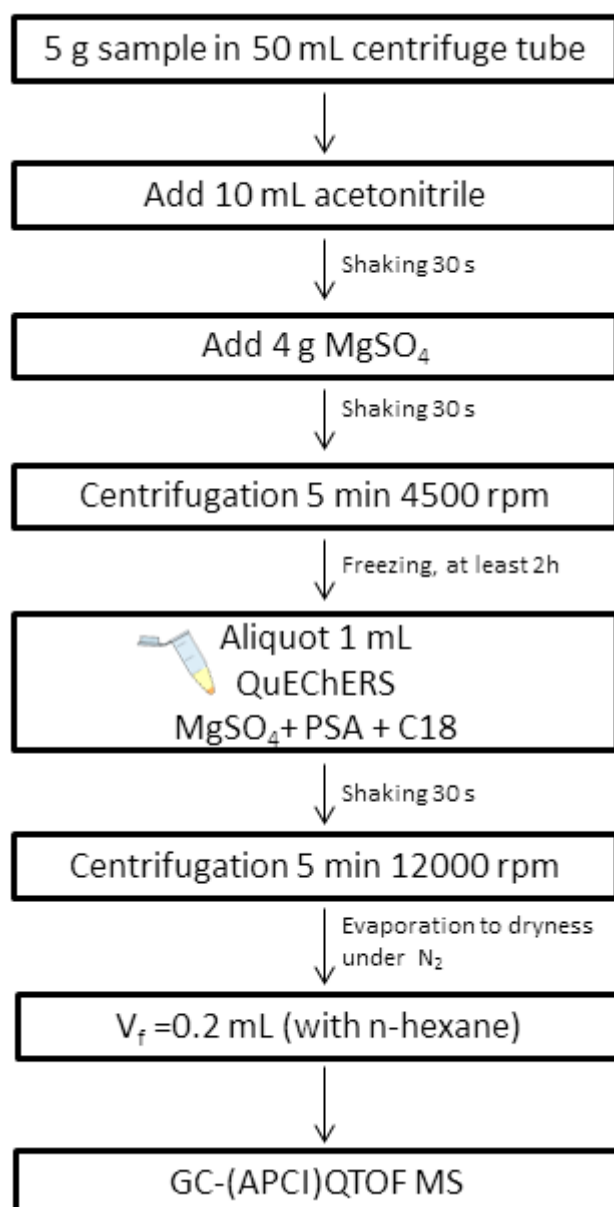 5 g sample in 50 mL centrifuge tube
Add 10 mL acetonitrile
Shaking 30 s
Add 4 g MgSO₄
Shaking 30 s
Centrifugation 5 min 4500 rpm
Freezing, at least 2h
Aliquot 1 mL
QuEChERS
MgSO₄+ PSA + C18
Shaking 30 s
Centrifugation 5 min 12000 rpm
Evaporation to dryness
under N₂
V_f =0.2 mL (with n-hexane)
GC-(APCI)QTOF MS